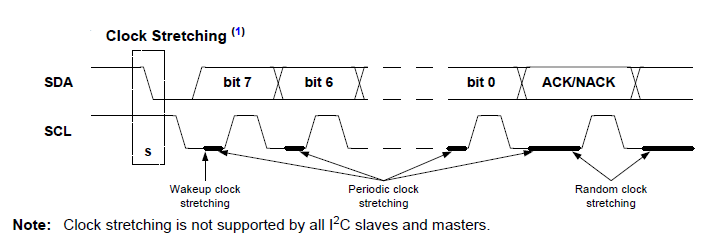 Clock Stretching (1)
SDA
bit 7
bit 6
bit 0
ACK/NACK
SCL
s
Wakeup clock
stretching
Periodic clock
stretching
Random clock
stretching
Note: Clock stretching is not supported by all I²C slaves and masters.